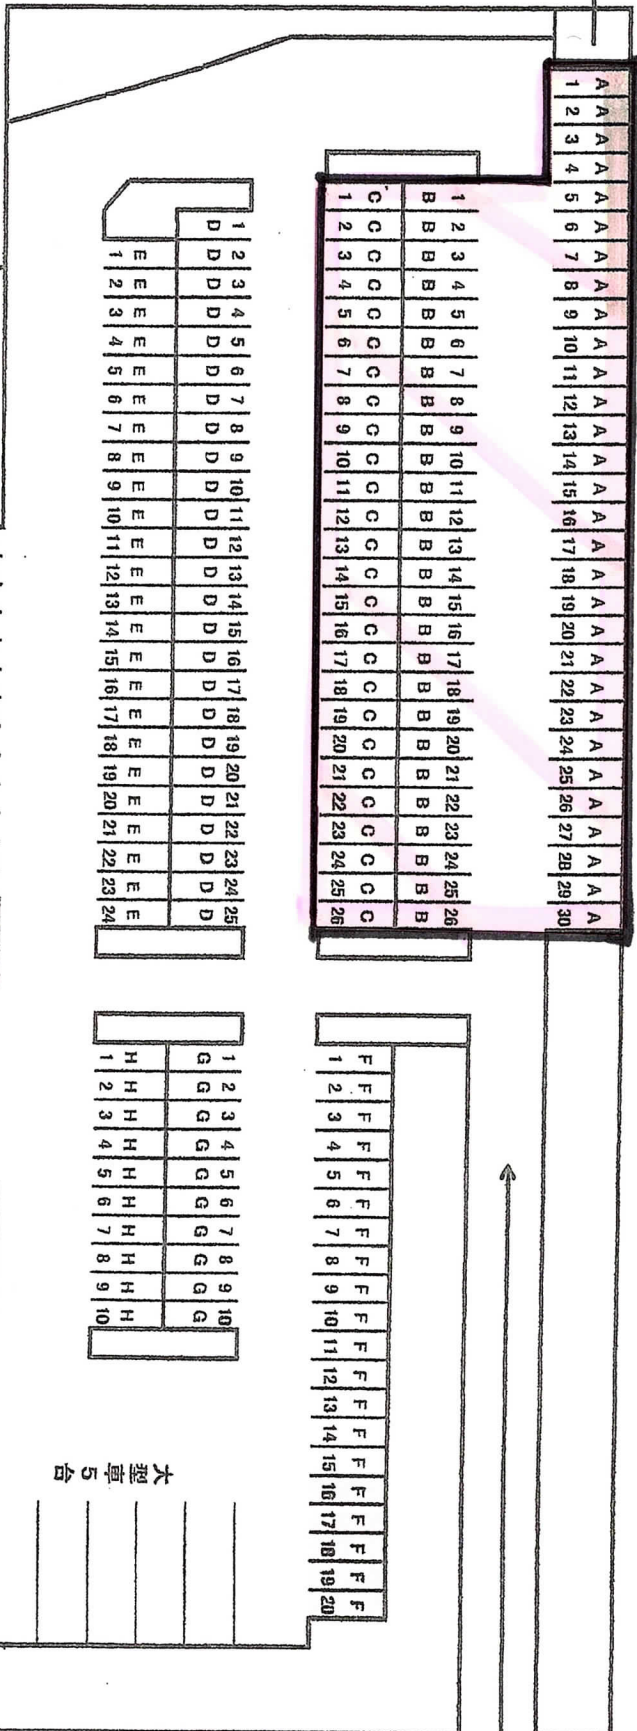 A A A A A A A A A A A A A A A A A A A A A A A A A A A A A A
1 2 3 4 5 6 7 8 9 10 11 12 13 14 15 16 17 18 19 20 21 22 23 24 25 26 27 28 29 30
1 2 3 4 5 6 7 8 9 10 11 12 13 14 15 16 17 18 19 20 21 22 23 24 25 26
B B B B B B B B B B B B B B B B B B B B B B B B B B
C C C C C C C C C C C C C C C C C C C C C C C C C C
1 2 3 4 5 6 7 8 9 10 11 12 13 14 15 16 17 18 19 20 21 22 23 24 25 26
F F F F F F F F F F F F F F F F F F F F
1 2 3 4 5 6 7 8 9 10 11 12 13 14 15 16 17 18 19 20
1 2 3 4 5 6 7 8 9 10 11 12 13 14 15 16 17 18 19 20 21 22 23 24 25
D D D D D D D D D D D D D D D D D D D D D D D D D
E E E E E E E E E E E E E E E E E E E E E E E E
1 2 3 4 5 6 7 8 9 10 11 12 13 14 15 16 17 18 19 20 21 22 23 24
1 2 3 4 5 6 7 8 9 10
G G G G G G G G G G
H H H H H H H H H H
1 2 3 4 5 6 7 8 9 10
大型車5台